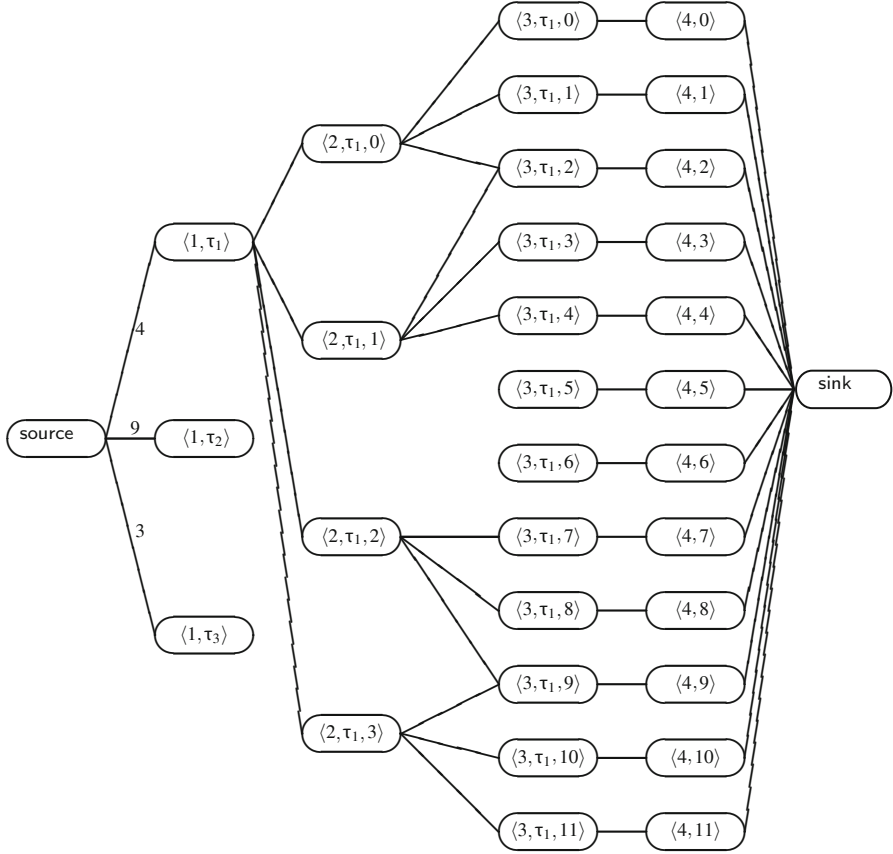 ⟨3,τ₁,0⟩ ⟨4,0⟩
⟨3,τ₁,1⟩ ⟨4,1⟩
⟨2,τ₁,0⟩
⟨3,τ₁,2⟩ ⟨4,2⟩
⟨1,τ₁⟩ ⟨3,τ₁,3⟩ ⟨4,3⟩
⟨3,τ₁,4⟩ ⟨4,4⟩
4 ⟨2,τ₁,1⟩
⟨3,τ₁,5⟩ ⟨4,5⟩ sink
source 9 ⟨1,τ₂⟩
⟨3,τ₁,6⟩ ⟨4,6⟩
3 ⟨2,τ₁,2⟩ ⟨3,τ₁,7⟩ ⟨4,7⟩
⟨3,τ₁,8⟩ ⟨4,8⟩
⟨1,τ₃⟩
⟨3,τ₁,9⟩ ⟨4,9⟩
⟨2,τ₁,3⟩
⟨3,τ₁,10⟩ ⟨4,10⟩
⟨3,τ₁,11⟩ ⟨4,11⟩